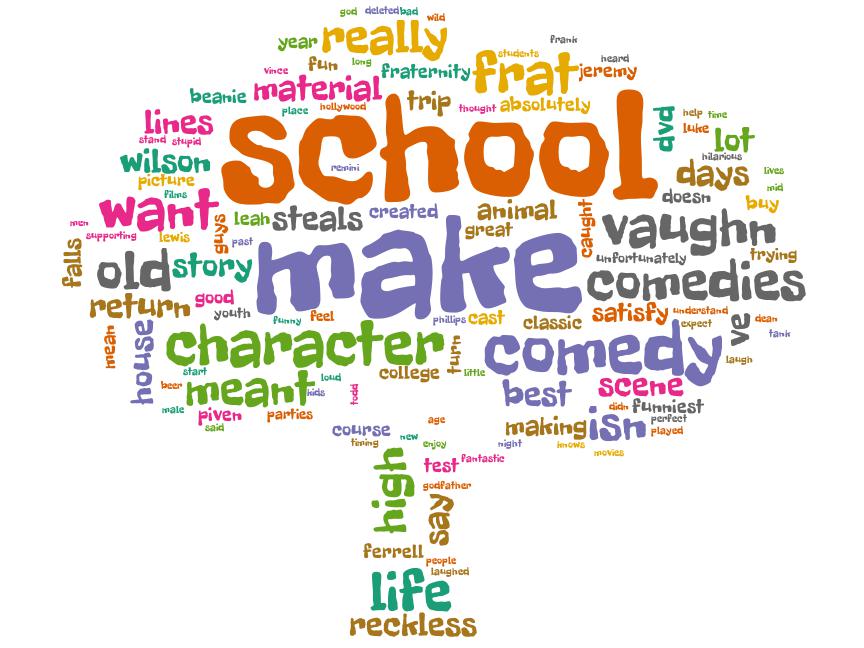 god deleted bad wild
year really frank
fun long students heard
vince fraternity frat jeremy
beanie material
place hollywood trip thought absolutely
lines school dvd help time
stand stupid luke lot
wilson remini hilarious
picture days lives
films doesn mid
want leah steals created animal buy
men guys great caught vaughn
supporting lewis past unfortunately trying
falls old story make comedies
return good
youth funny feel phillips cast classic satisfy understand
mean house character turn comedy expect ve dean
tank
start college little laugh
beer meant kids loud todd best scene
male piven parties didn funniest
said age making isn perfect
course played
timing new enjoy night knows movies
high test fantastic
godfather
say
ferrell people
laughed
life
reckless